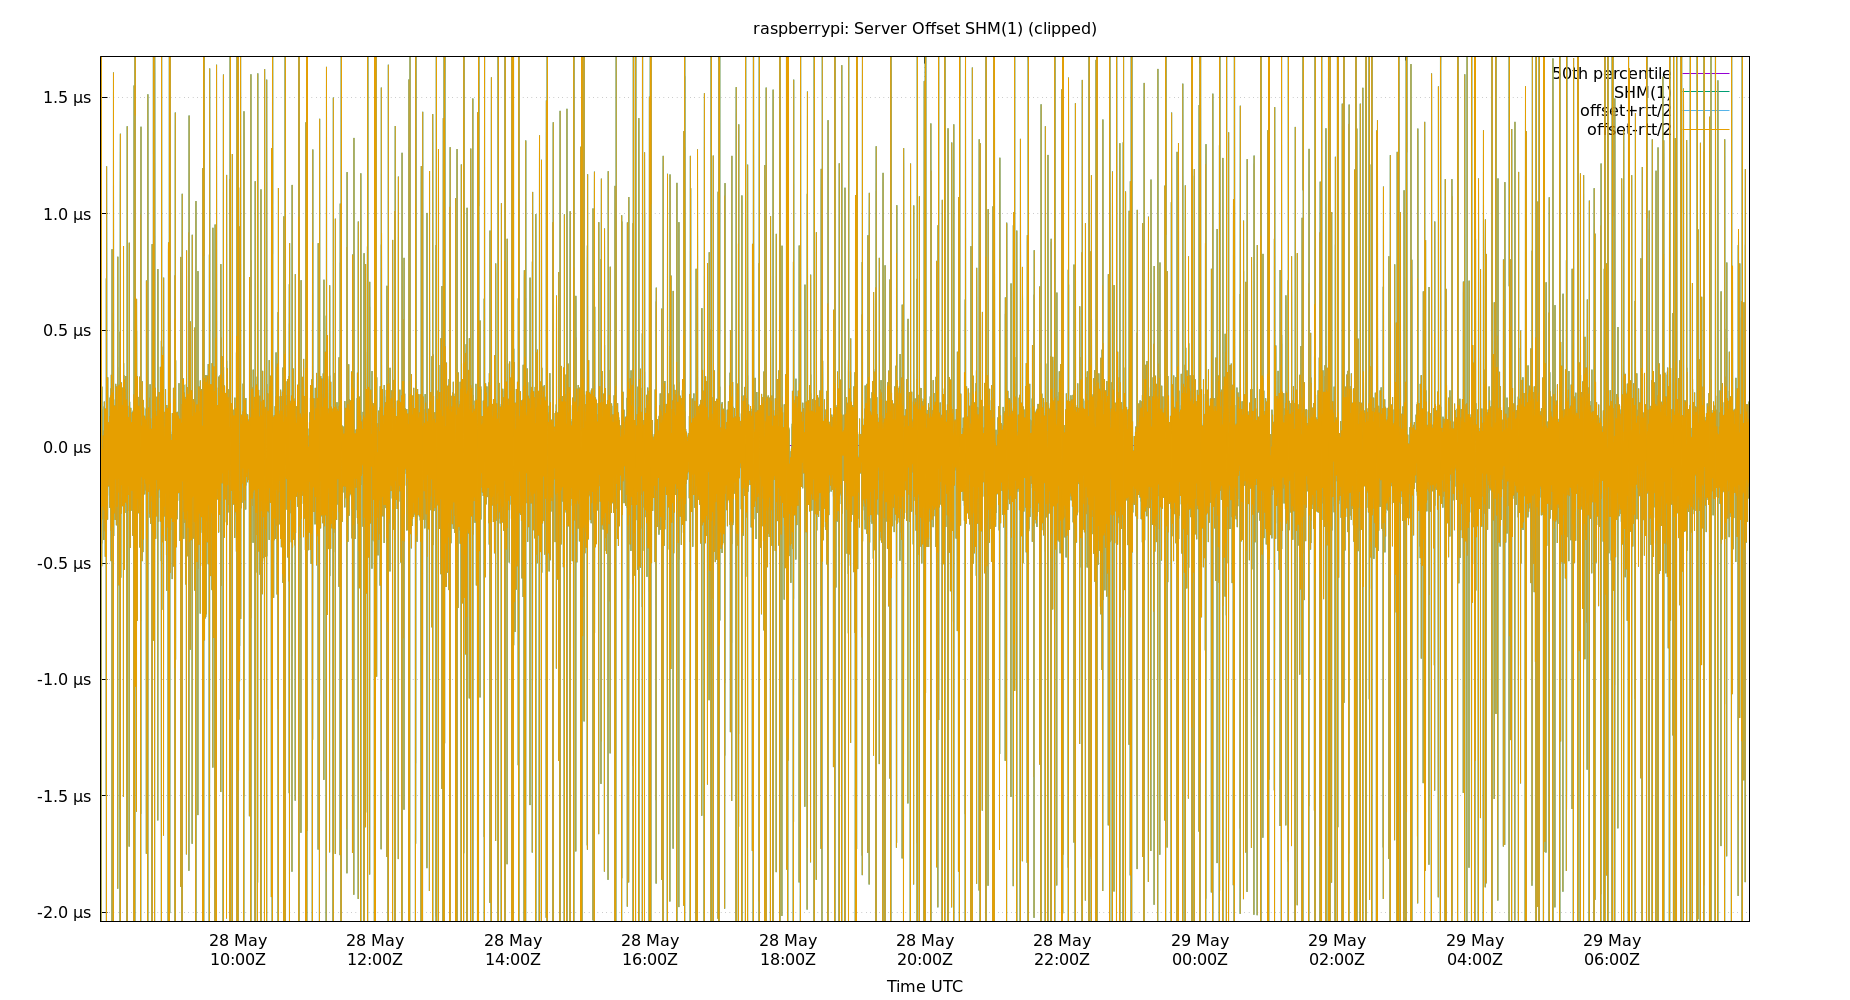 raspberrypi: Server Offset SHM(1) (clipped)
50th percentile
SHM(1)
offset+rtt/2
offset-rtt/2
1.5 µs
1.0 µs
0.5 µs
0.0 µs
-0.5 µs
-1.0 µs
-1.5 µs
-2.0 µs
28 May 28 May 28 May 28 May 28 May 28 May 28 May 29 May 29 May 29 May 29 May
10:00Z 12:00Z 14:00Z 16:00Z 18:00Z 20:00Z 22:00Z 00:00Z 02:00Z 04:00Z 06:00Z
Time UTC